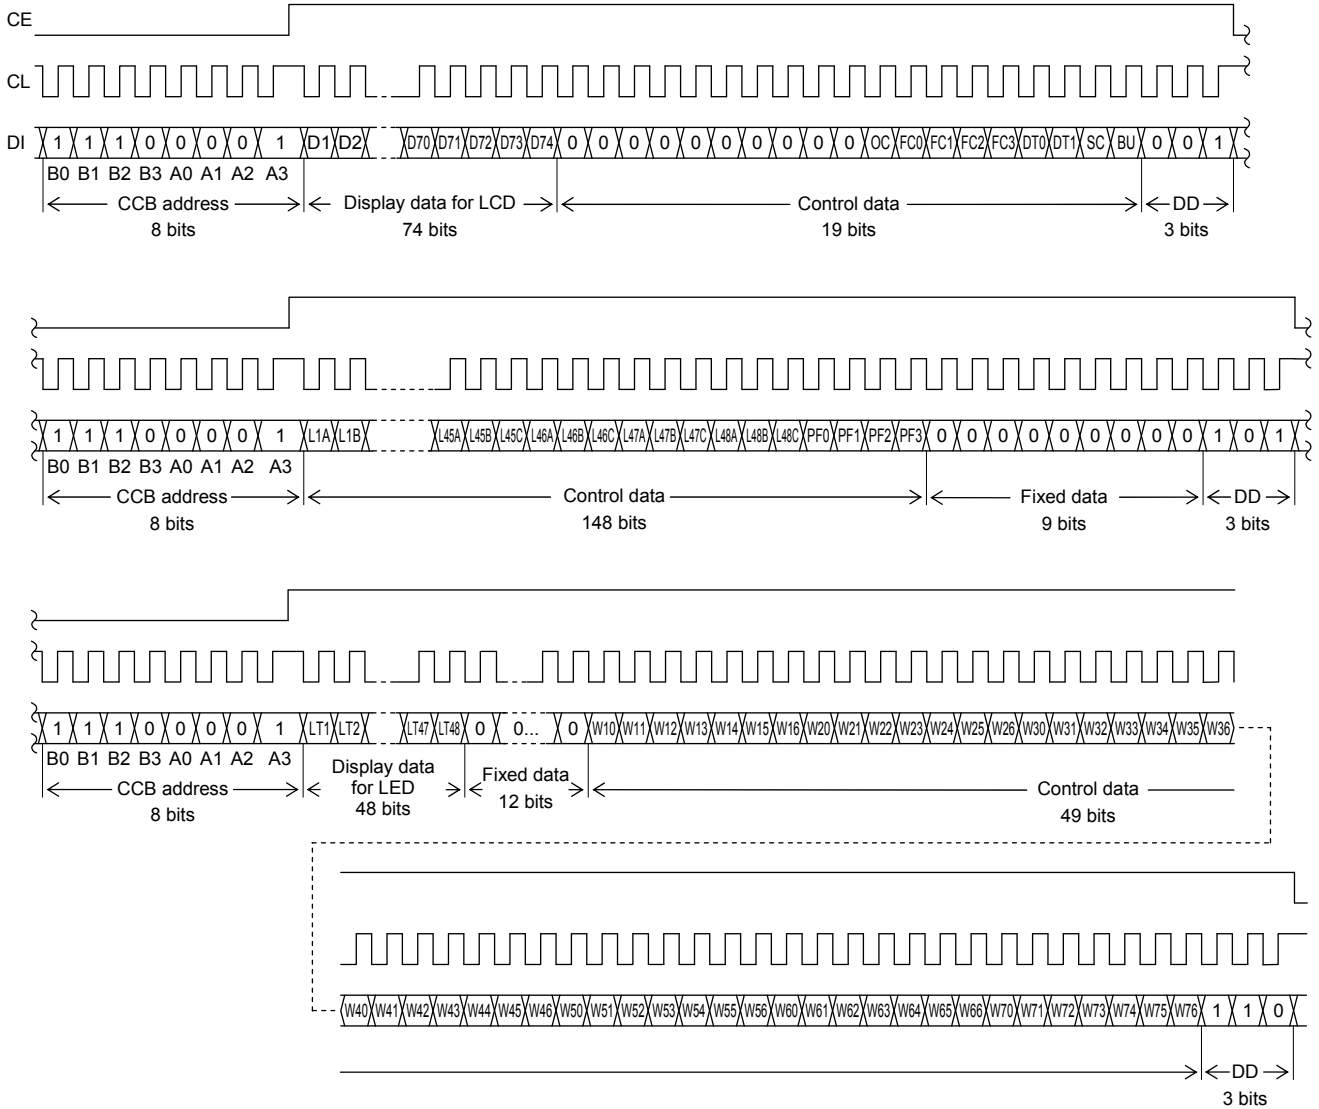 CE
CL
DI 1 1 1 0 0 0 0 1 D1 D2 D70 D71 D72 D73 D74 0 0 0 0 0 0 0 0 0 0 OC FC0 FC1 FC2 FC3 DT0 DT1 SC BU 0 0 1
B0 B1 B2 B3 A0 A1 A2 A3
CCB address Display data for LCD Control data DD
8 bits 74 bits 19 bits 3 bits
1 1 1 0 0 0 0 1 L1A L1B L45A L45B L45C L46A L46B L46C L47A L47B L47C L48A L48B L48C PF0 PF1 PF2 PF3 0 0 0 0 0 0 0 0 0 1 0 1
B0 B1 B2 B3 A0 A1 A2 A3
CCB address Control data Fixed data DD
8 bits 148 bits 9 bits 3 bits
1 1 1 0 0 0 0 1 LT1 LT2 LT47 LT48 0 0... 0 W10 W11 W12 W13 W14 W15 W16 W20 W21 W22 W23 W24 W25 W26 W30 W31 W32 W33 W34 W35 W36
B0 B1 B2 B3 A0 A1 A2 A3
CCB address
8 bits
Display data
for LED
48 bits
Fixed data
12 bits
Control data
49 bits
W40 W41 W42 W43 W44 W45 W46 W50 W51 W52 W53 W54 W55 W56 W60 W61 W62 W63 W64 W65 W66 W70 W71 W72 W73 W74 W75 W76 1 1 0
DD
3 bits